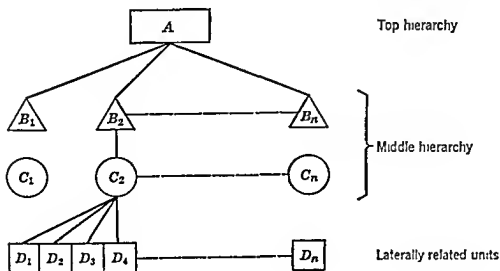 A Top hierarchy
B₁ B₂ Bₙ
Middle hierarchy
C₁ C₂ Cₙ
D₁ D₂ D₃ D₄ Dₙ Laterally related units